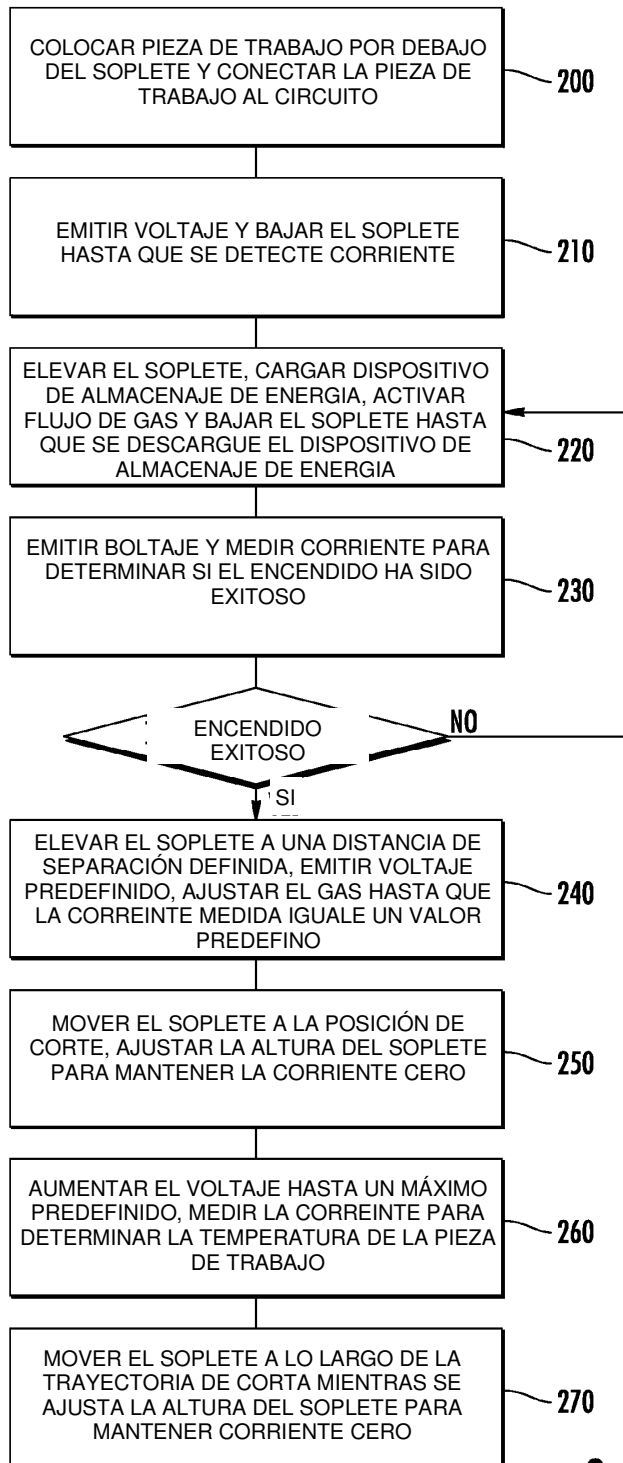 COLOCAR PIEZA DE TRABAJO POR DEBAJO
DEL SOPLETE Y CONECTAR LA PIEZA DE
TRABAJO AL CIRCUITO
200
EMITIR VOLTAJE Y BAJAR EL SOPLETE
HASTA QUE SE DETECTE CORRIENTE
210
ELEVAR EL SOPLETE, CARGAR DISPOSITIVO
DE ALMACENAJE DE ENERGIA, ACTIVAR
FLUJO DE GAS Y BAJAR EL SOPLETE HASTA
QUE SE DESCARGUE EL DISPOSITIVO DE
ALMACENAJE DE ENERGIA
220
EMITIR BOLTAJE Y MEDIR CORRIENTE PARA
DETERMINAR SI EL ENCENDIDO HA SIDO
EXITOSO
230
ENCENDIDO
EXITOSO
NO
SI
ELEVAR EL SOPLETE A UNA DISTANCIA DE
SEPARACIÓN DEFINIDA, EMITIR VOLTAJE
PREDEFINIDO, AJUSTAR EL GAS HASTA QUE
LA CORREINTE MEDIDA IGUALE UN VALOR
PREDEFINO
240
MOVER EL SOPLETE A LA POSICIÓN DE
CORTE, AJUSTAR LA ALTURA DEL SOPLETE
PARA MANTENER LA CORRIENTE CERO
250
AUMENTAR EL VOLTAJE HASTA UN MÁXIMO
PREDEFINIDO, MEDIR LA CORREINTE PARA
DETERMINAR LA TEMPERATURA DE LA PIEZA
DE TRABAJO
260
MOVER EL SOPLETE A LO LARGO DE LA
TRAYECTORIA DE CORTA MIENTRAS SE
AJUSTA LA ALTURA DEL SOPLETE PARA
MANTENER CORRIENTE CERO
270